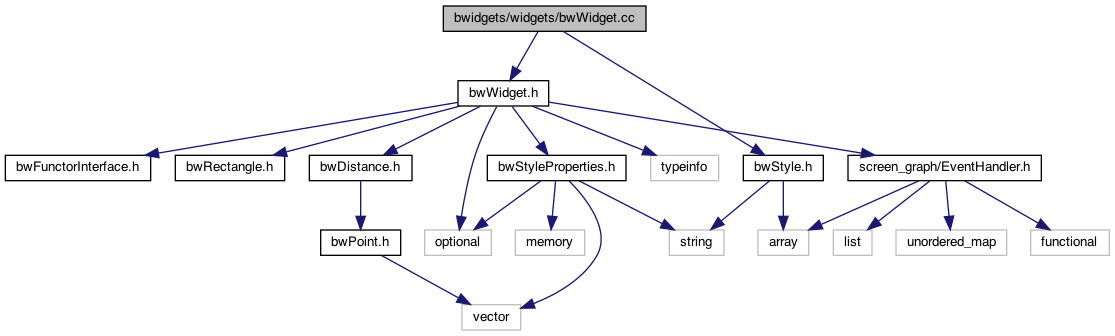 bwidgets/widgets/bwWidget.cc
bwWidget.h
bwFunctorInterface.h
bwRectangle.h
bwDistance.h
bwStyleProperties.h
typeinfo
bwStyle.h
screen_graph/EventHandler.h
bwPoint.h
optional
memory
string
array
list
unordered_map
functional
vector